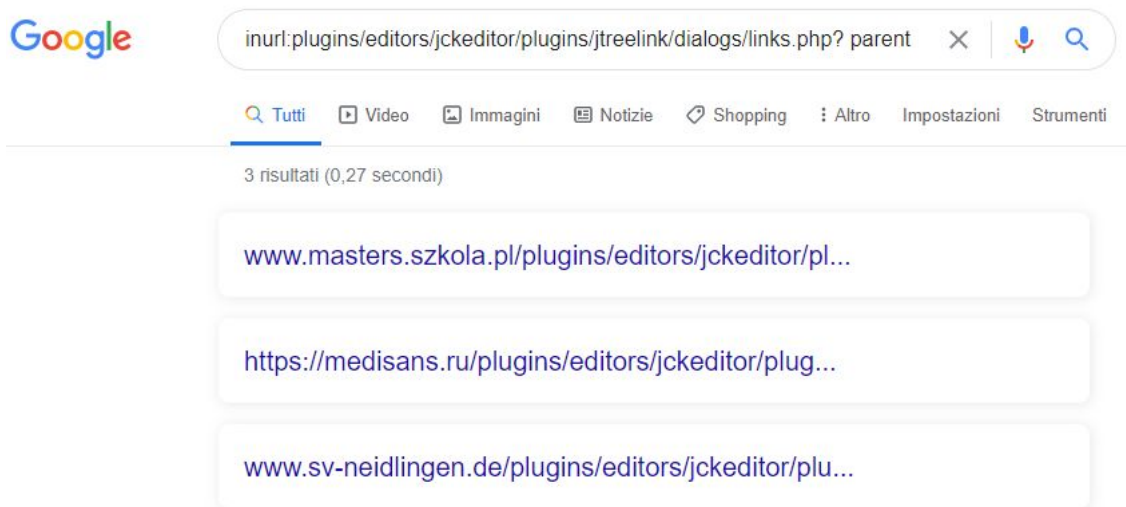 Google
inurl:plugins/editors/jckeditor/plugins/jtreelink/dialogs/links.php? parent
Tutti Video Immagini Notizie Shopping Altro Impostazioni Strumenti
3 risultati (0,27 secondi)
www.masters.szkola.pl/plugins/editors/jckeditor/pl...
https://medisans.ru/plugins/editors/jckeditor/plug...
www.sv-neidlingen.de/plugins/editors/jckeditor/plu...